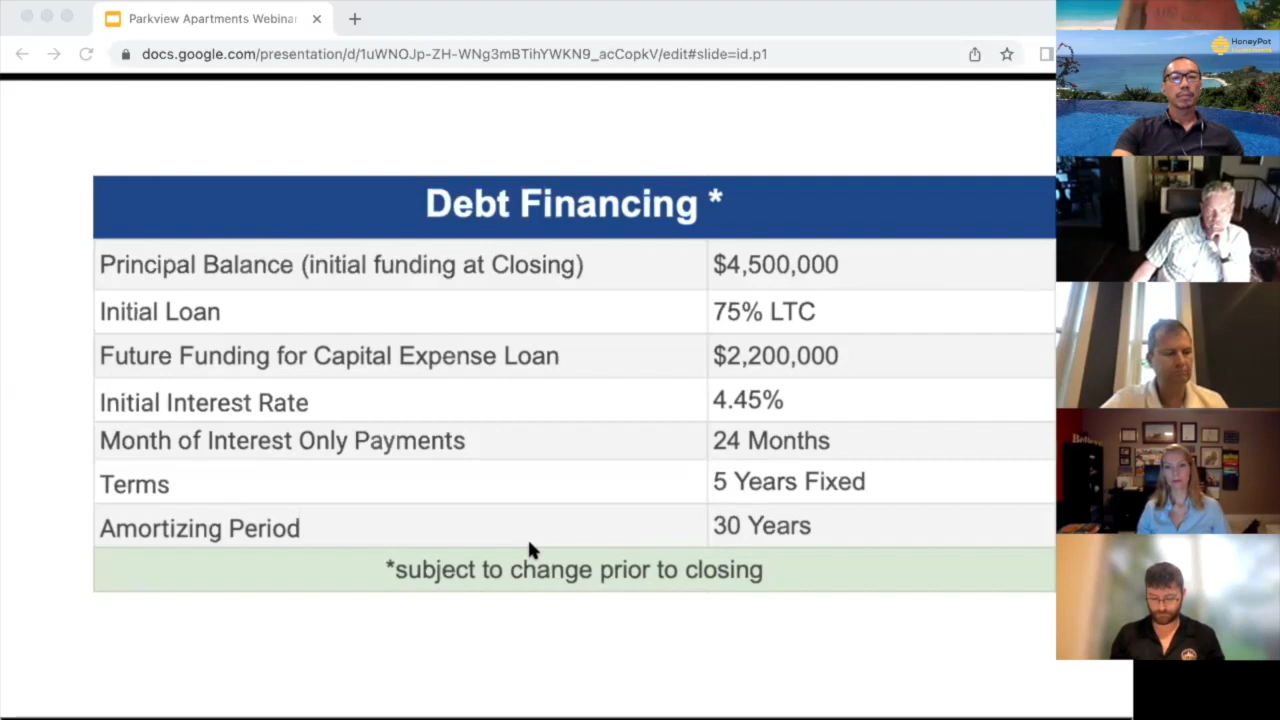 Parkview Apartments Webinar
docs.google.com/presentation/d/1uWNOJp-ZH-WNg3mBTihYWKN9_acCopkV/edit#slide=id.p1
HoneyPot
Debt Financing *
Principal Balance (initial funding at Closing) $4,500,000
Initial Loan 75% LTC
Future Funding for Capital Expense Loan $2,200,000
Initial Interest Rate 4.45%
Month of Interest Only Payments 24 Months
Terms 5 Years Fixed
Amortizing Period 30 Years
*subject to change prior to closing
Believe